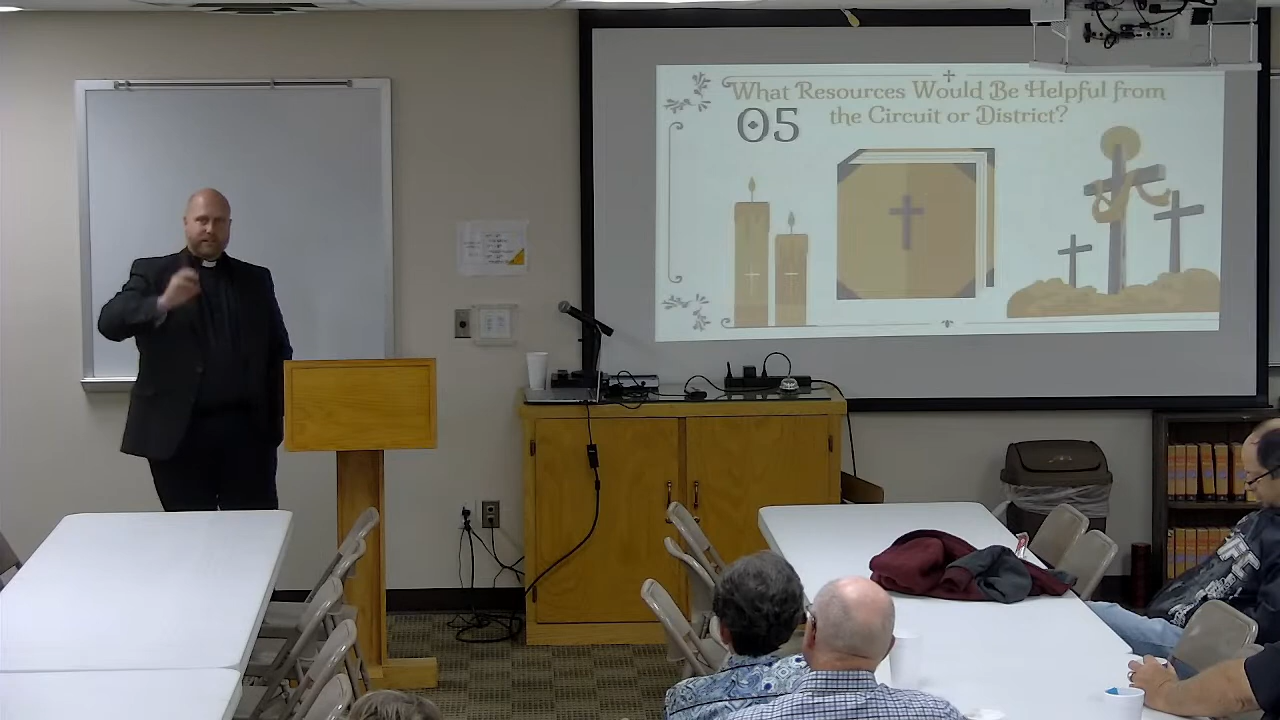 What Resources Would Be Helpful from
the Circuit or District?
05